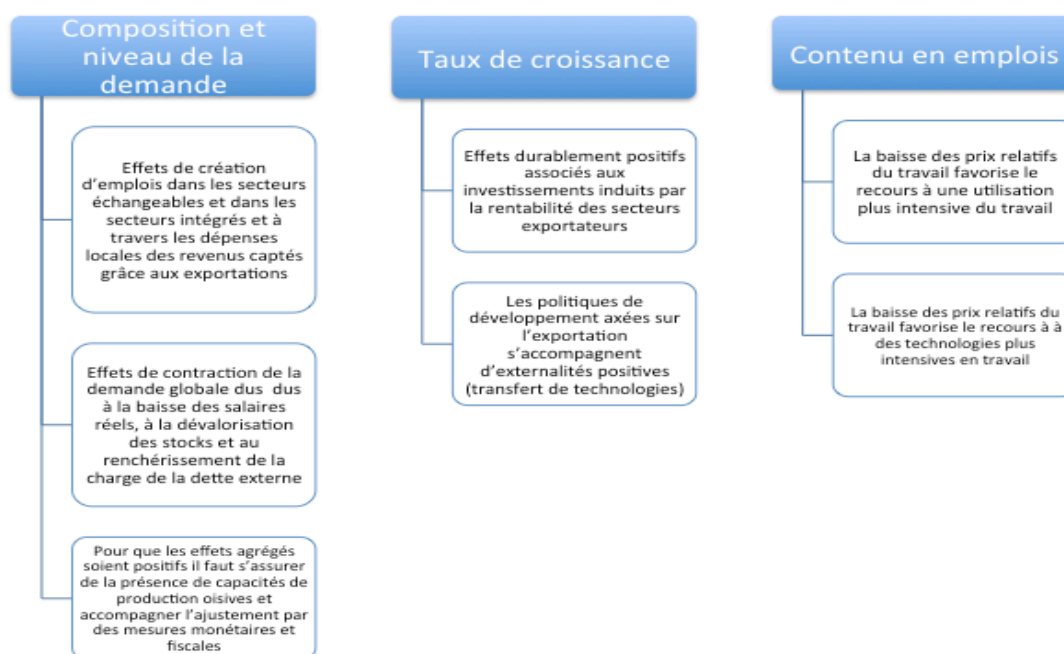 Composition et
niveau de la
demande
Effets de création
d'emplois dans les secteurs
échangeables et dans les
secteurs intégrés et à
travers les dépenses
locales des revenus captés
grâce aux exportations
Effets de contraction de la
demande globale dus dus
à la baisse des salaires
réels, à la dévalorisation
des stocks et au
renchérissement de la
charge de la dette externe
Pour que les effets agrégés
soient positifs il faut s'assurer
de la présence de capacités de
production oisives et
accompagner l'ajustement par
des mesures monétaires et
fiscales
Taux de croissance
Effets durablement positifs
associés aux
investissements induits par
la rentabilité des secteurs
exportateurs
Les politiques de
développement axées sur
l'exportation
s'accompagnent
d'externalités positives
(transfert de technologies)
Contenu en emplois
La baisse des prix relatifs
du travail favorise le
recours à une utilisation
plus intensive du travail
La baisse des prix relatifs du
travail favorise le recours à à
des technologies plus
intensives en travail